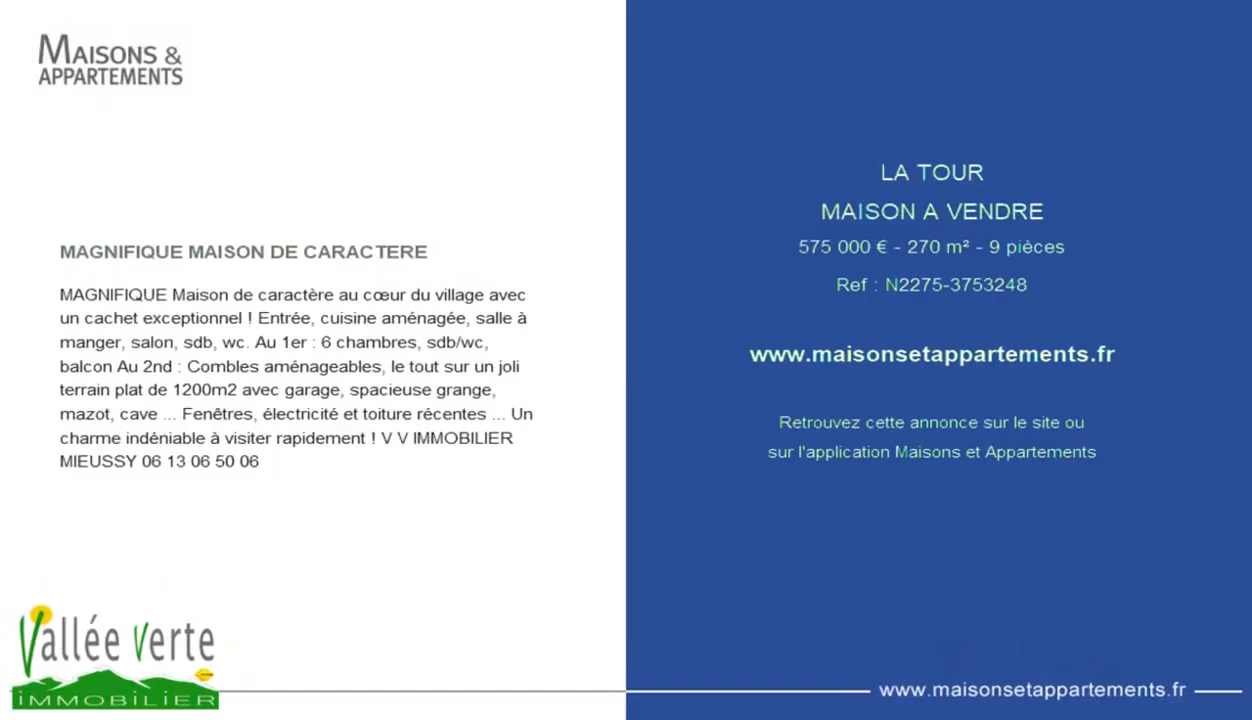 MAISONS &
APPARTEMENTS
MAGNIFIQUE MAISON DE CARACTERE
MAGNIFIQUE Maison de caractère au cœur du village avec
un cachet exceptionnel ! Entrée, cuisine aménagée, salle à
manger, salon, sdb, wc. Au 1er : 6 chambres, sdb/wc,
balcon Au 2nd : Combles aménageables, le tout sur un joli
terrain plat de 1200m2 avec garage, spacieuse grange,
mazot, cave ... Fenêtres, électricité et toiture récentes ... Un
charme indéniable à visiter rapidement ! V V IMMOBILIER
MIEUSSY 06 13 06 50 06
Vallée verte
IMMOBILIER
LA TOUR
MAISON A VENDRE
575 000 € - 270 m² - 9 pièces
Ref : N2275-3753248
www.maisonsetappartements.fr
Retrouvez cette annonce sur le site ou
sur l'application Maisons et Appartements
www.maisonsetappartements.fr